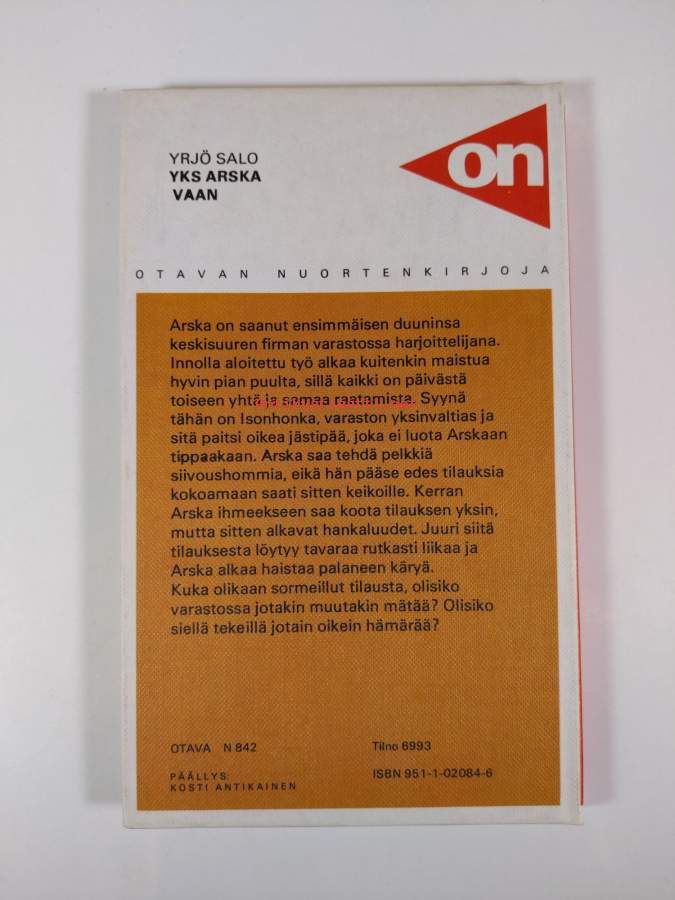 YRJÖ SALO
YKS ARSKA
VAAN
on
OTAVAN NUORTENKIRJOJA
Arska on saanut ensimmäisen duuninsa
keskisuuren firman varastossa harjoittelijana.
Innolla aloitettu työ alkaa kuitenkin maistua
hyvin pian puulta, sillä kaikki on päivästä
toiseen yhtä ja samaa raatamista. Syynä
tähän on Isonhonka, varaston yksinvaltias ja
sitä paitsi oikea jästipää, joka ei luota Arskaan
tippaakaan. Arska saa tehdä pelkkiä
siivoushommia, eikä hän pääse edes tilauksia
kokoamaan saati sitten keikoille. Kerran
Arska ihmeekseen saa koota tilauksen yksin,
mutta sitten alkavat hankaluudet. Juuri siitä
tilauksesta löytyy tavaraa rutkasti liikaa ja
Arska alkaa haistaa palaneen käryä.
Kuka olikaan sormeillut tilausta, olisiko
varastossa jotakin muutakin mätää? Olisiko
siellä tekeillä jotain oikein hämärää?
OTAVA N 842
Tilno 6993
PÄÄLLYS:
KOSTI ANTIKAINEN
ISBN 951-1-02084-6